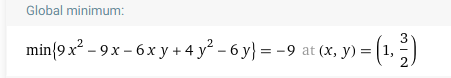 Global minimum:
min{9 x² − 9 x − 6 x y + 4 y² − 6 y} = −9 at (x, y) = (1, 3/2)